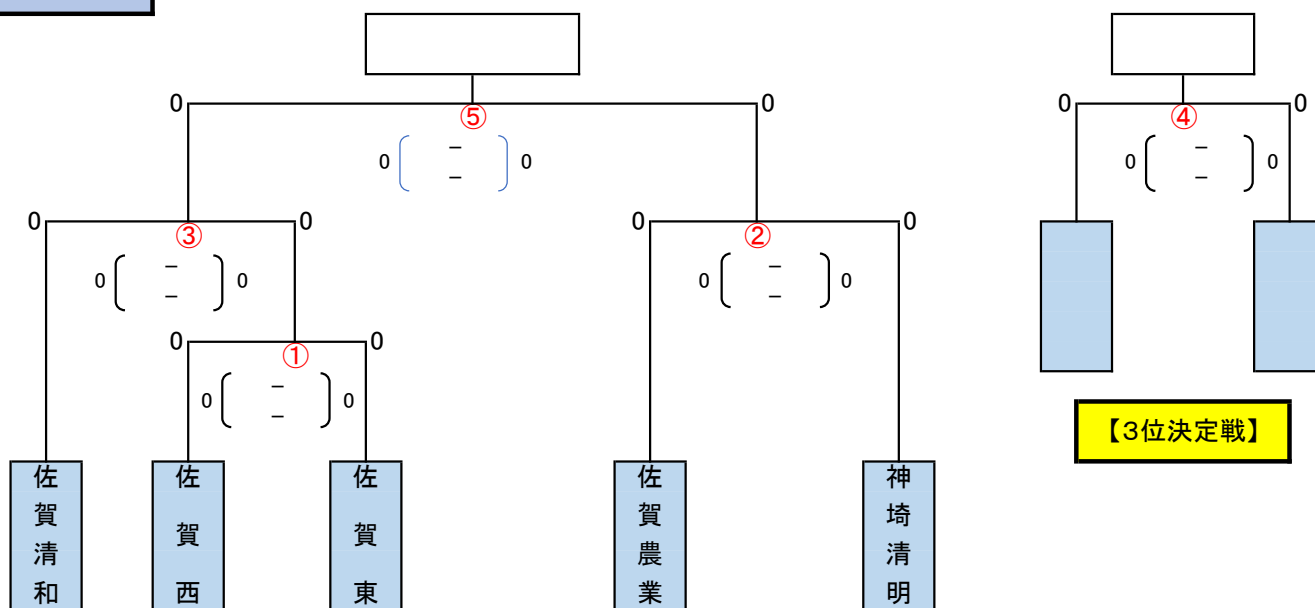 0 0 0 0
⑤ ④
0 － 0 0 － 0
－ －
0 0 0 0
③ ②
0 － 0 0 － 0
－ －
0 0
①
0 － 0
－
【3位決定戦】
佐賀清和
佐賀西
佐賀東
佐賀農業
神埼清明